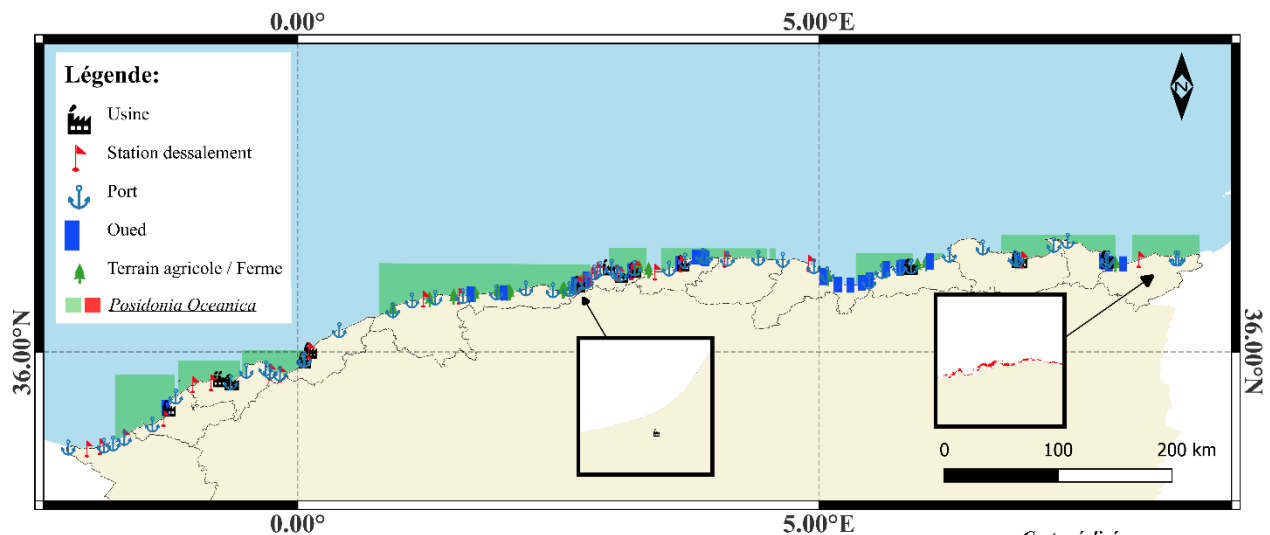 0.00° 5.00°E
Légende:
Usine
Station dessalement
Port
Oued
Terrain agricole / Ferme
Posidonia Oceanica
N
36.00°N 36.00°N
0 100 200 km
0.00° 5.00°E